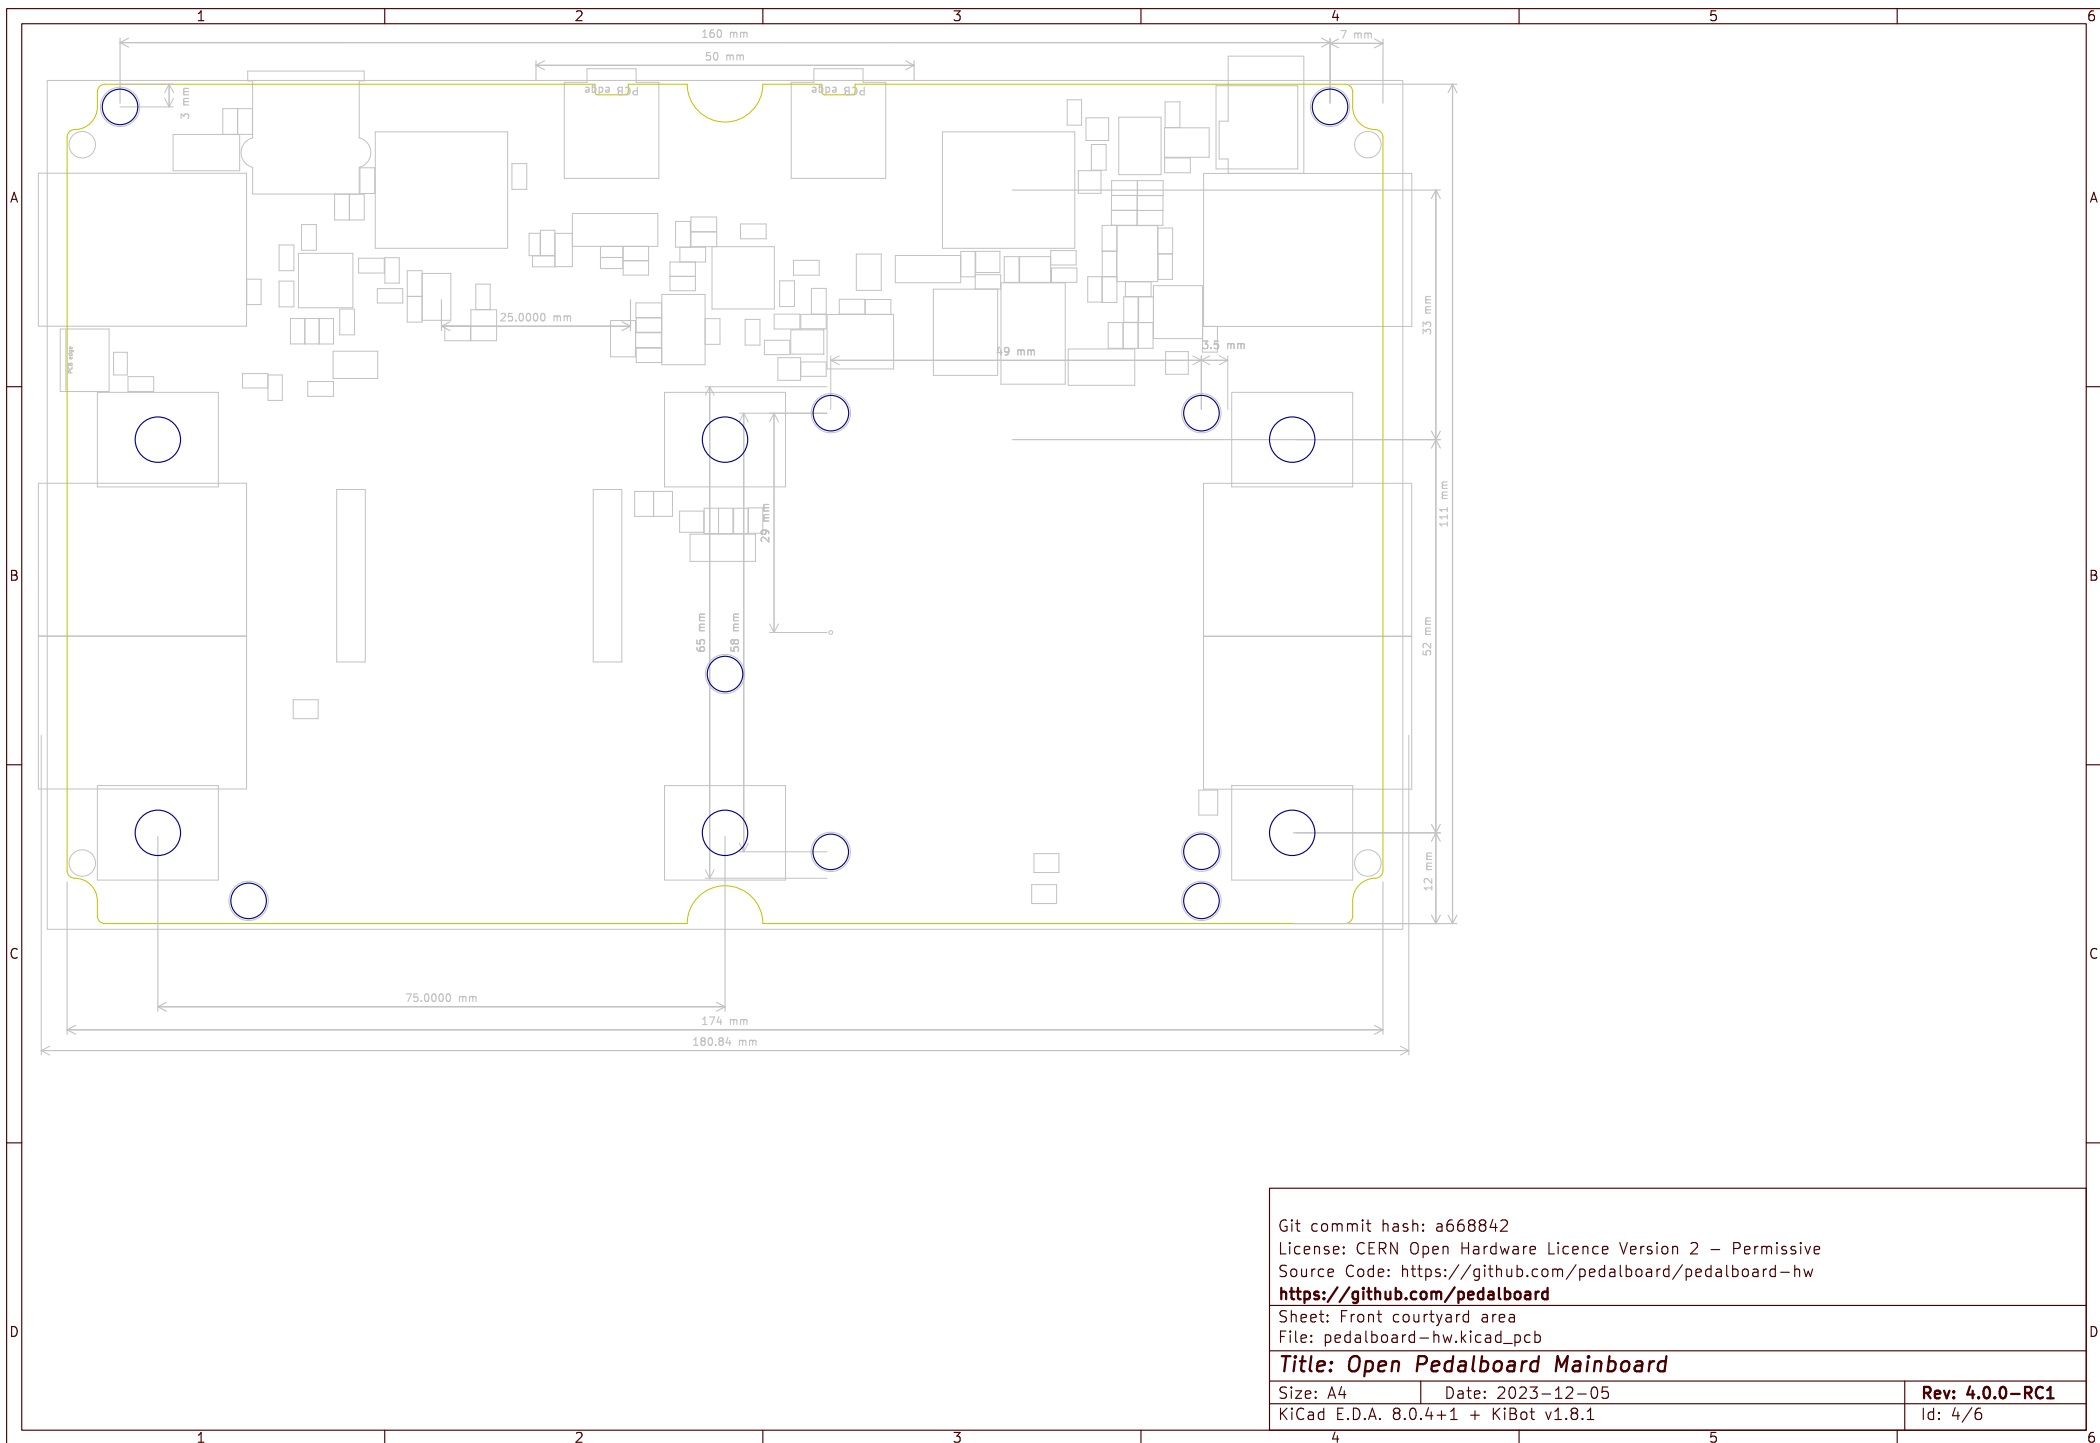 1 2 3 4 5 6
160 mm
7 mm
50 mm
3 mm
PCB edge
PCB edge
A
A
33 mm
25.0000 mm
3.5 mm
49 mm
PCB edge
111 mm
29 mm
B
B
65 mm
58 mm
52 mm
12 mm
C
C
75.0000 mm
174 mm
180.84 mm
Git commit hash: a668842
License: CERN Open Hardware Licence Version 2 - Permissive
Source Code: https://github.com/pedalboard/pedalboard-hw
https://github.com/pedalboard
Sheet: Front courtyard area
File: pedalboard-hw.kicad_pcb
D
D
Title: Open Pedalboard Mainboard
Size: A4 Date: 2023-12-05 Rev: 4.0.0-RC1
KiCad E.D.A. 8.0.4+1 + KiBot v1.8.1 Id: 4/6
1 2 3 4 5 6